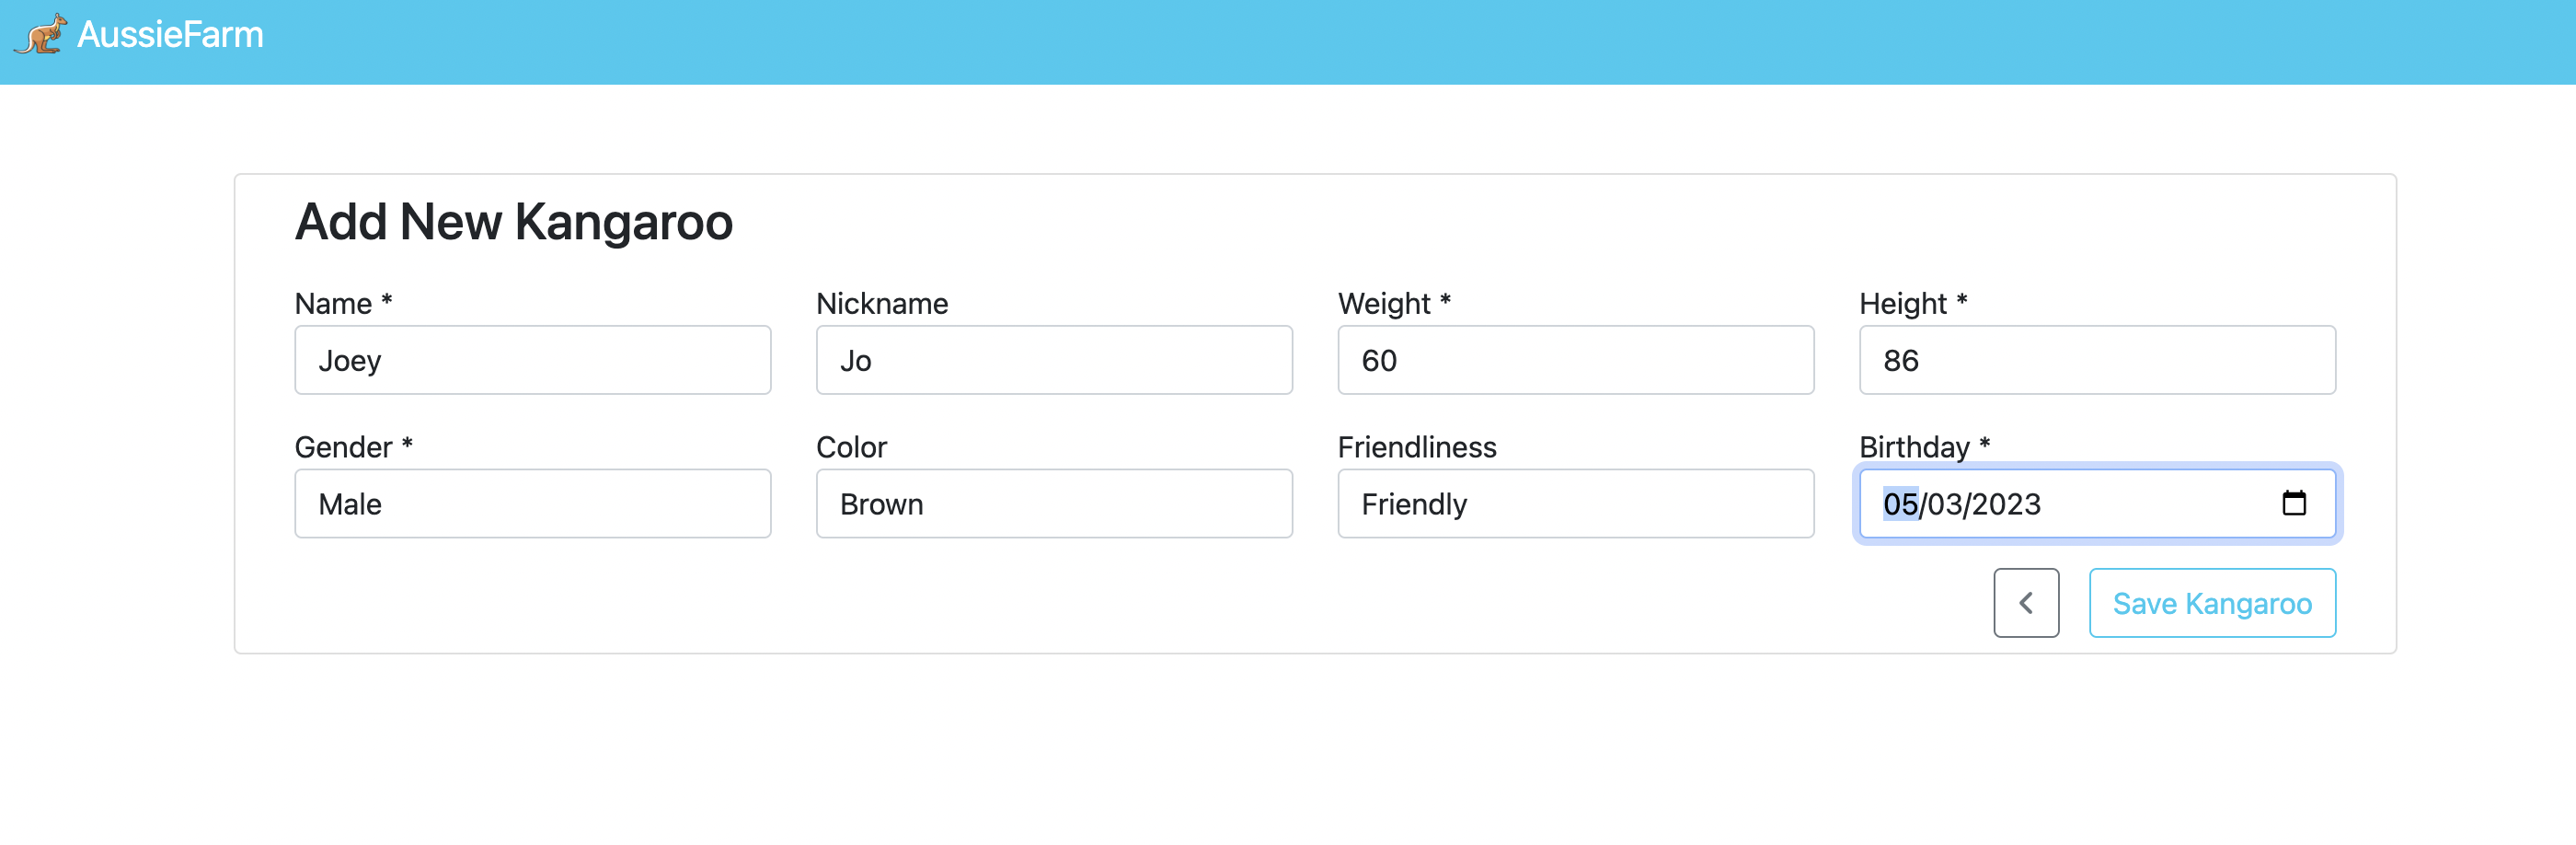 AussieFarm
Add New Kangaroo
Name * Nickname Weight * Height *
Joey Jo 60 86
Gender * Color Friendliness Birthday *
Male Brown Friendly 05/03/2023
Save Kangaroo